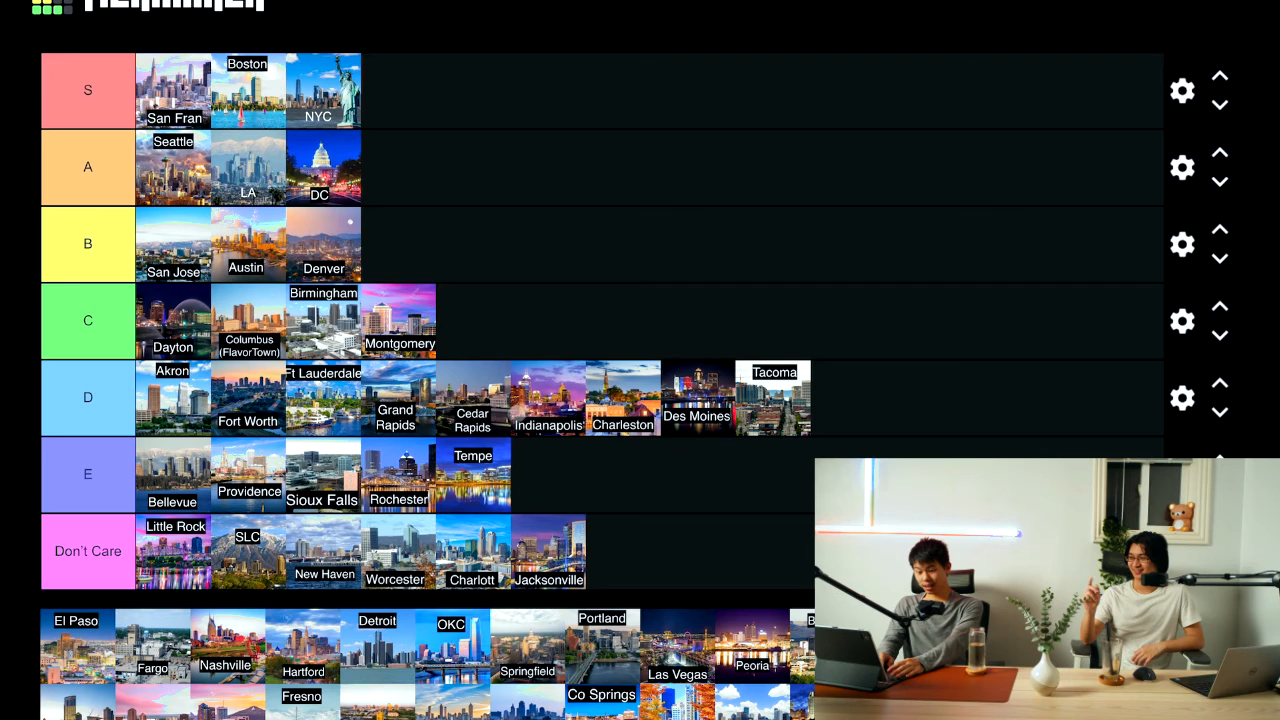 S
San Fran
Boston
NYC
A
Seattle
LA
DC
B
San Jose
Austin
Denver
C
Dayton
Columbus
(FlavorTown)
Birmingham
Montgomery
D
Akron
Fort Worth
Ft Lauderdale
Grand
Rapids
Cedar
Rapids
Indianapolis
Charleston
Des Moines
Tacoma
E
Bellevue
Providence
Sioux Falls
Rochester
Tempe
Don't Care
Little Rock
SLC
New Haven
Worcester
Charlott
Jacksonville
El Paso
Fargo
Nashville
Hartford
Detroit
OKC
Springfield
Portland
Las Vegas
Peoria
Fresno
Co Springs